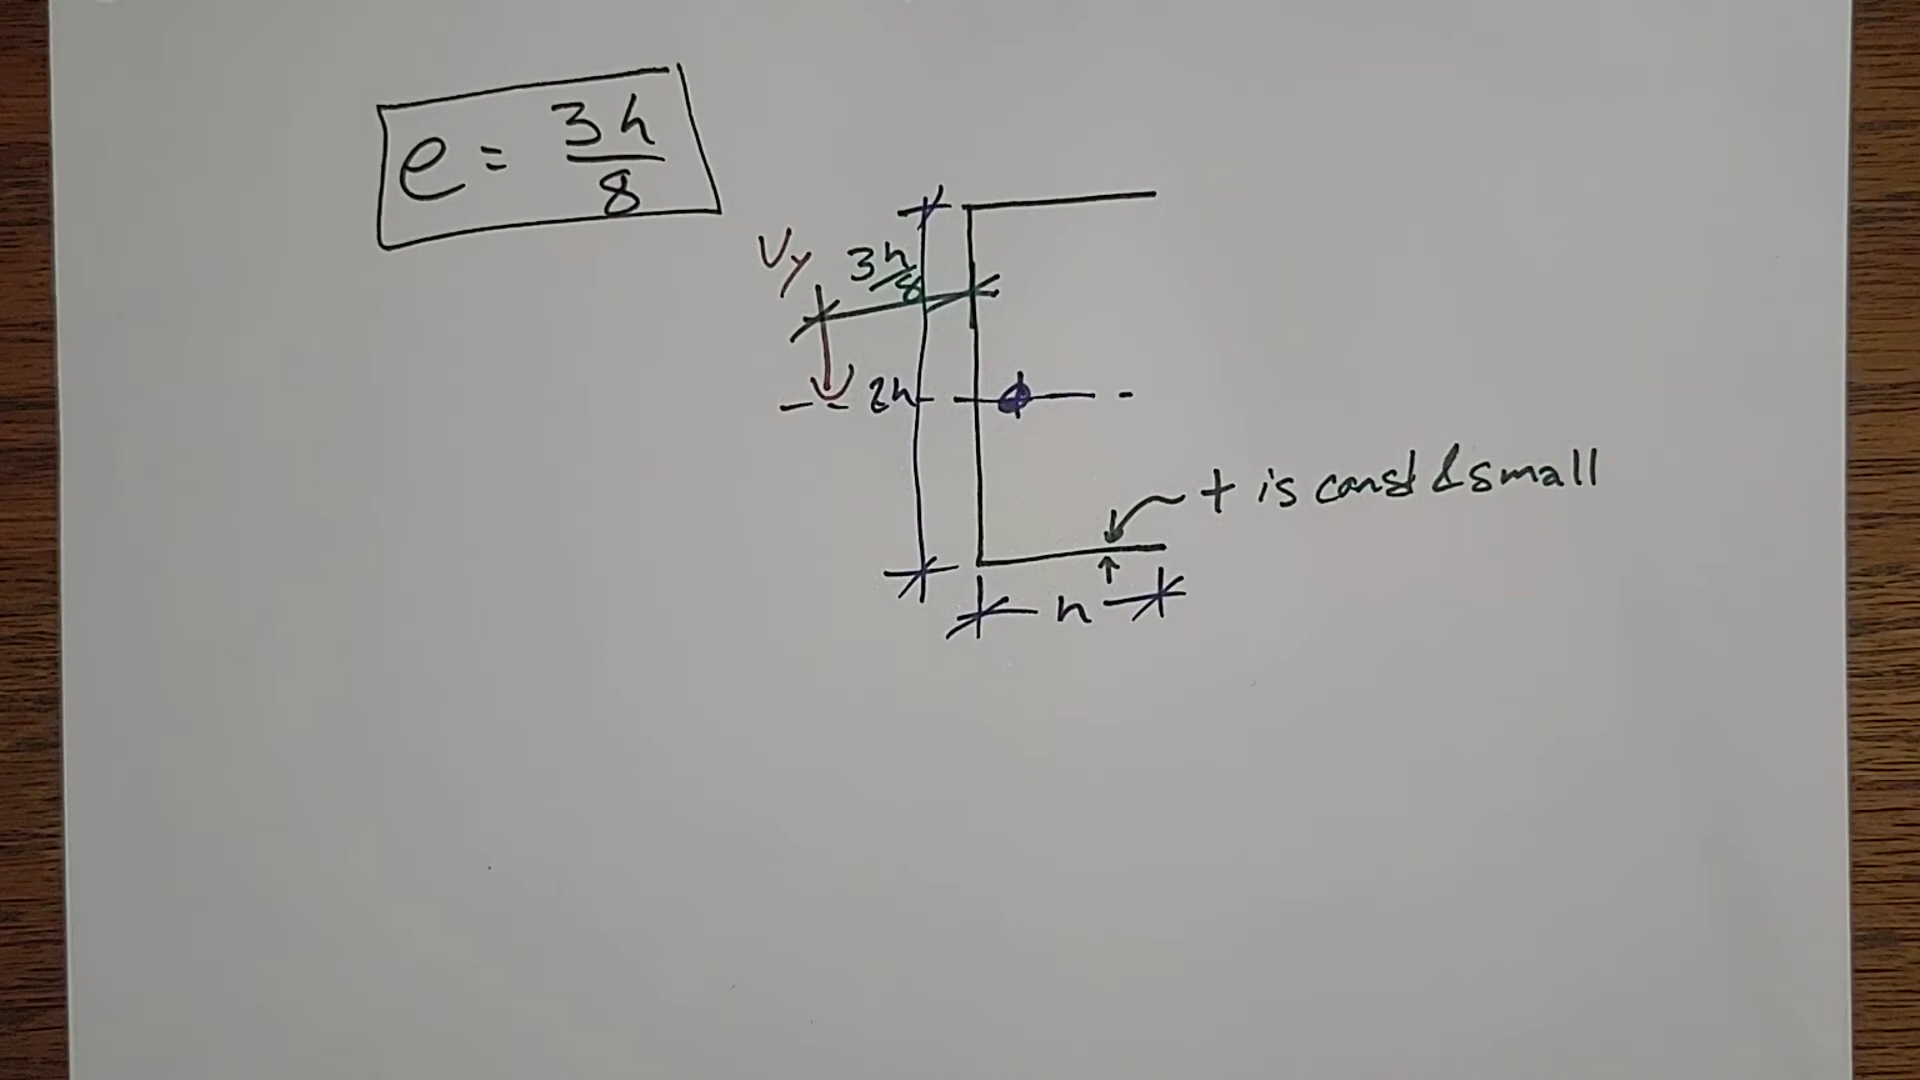 e = 3h/8
Vy
3h/8
2h
t is const & small
h